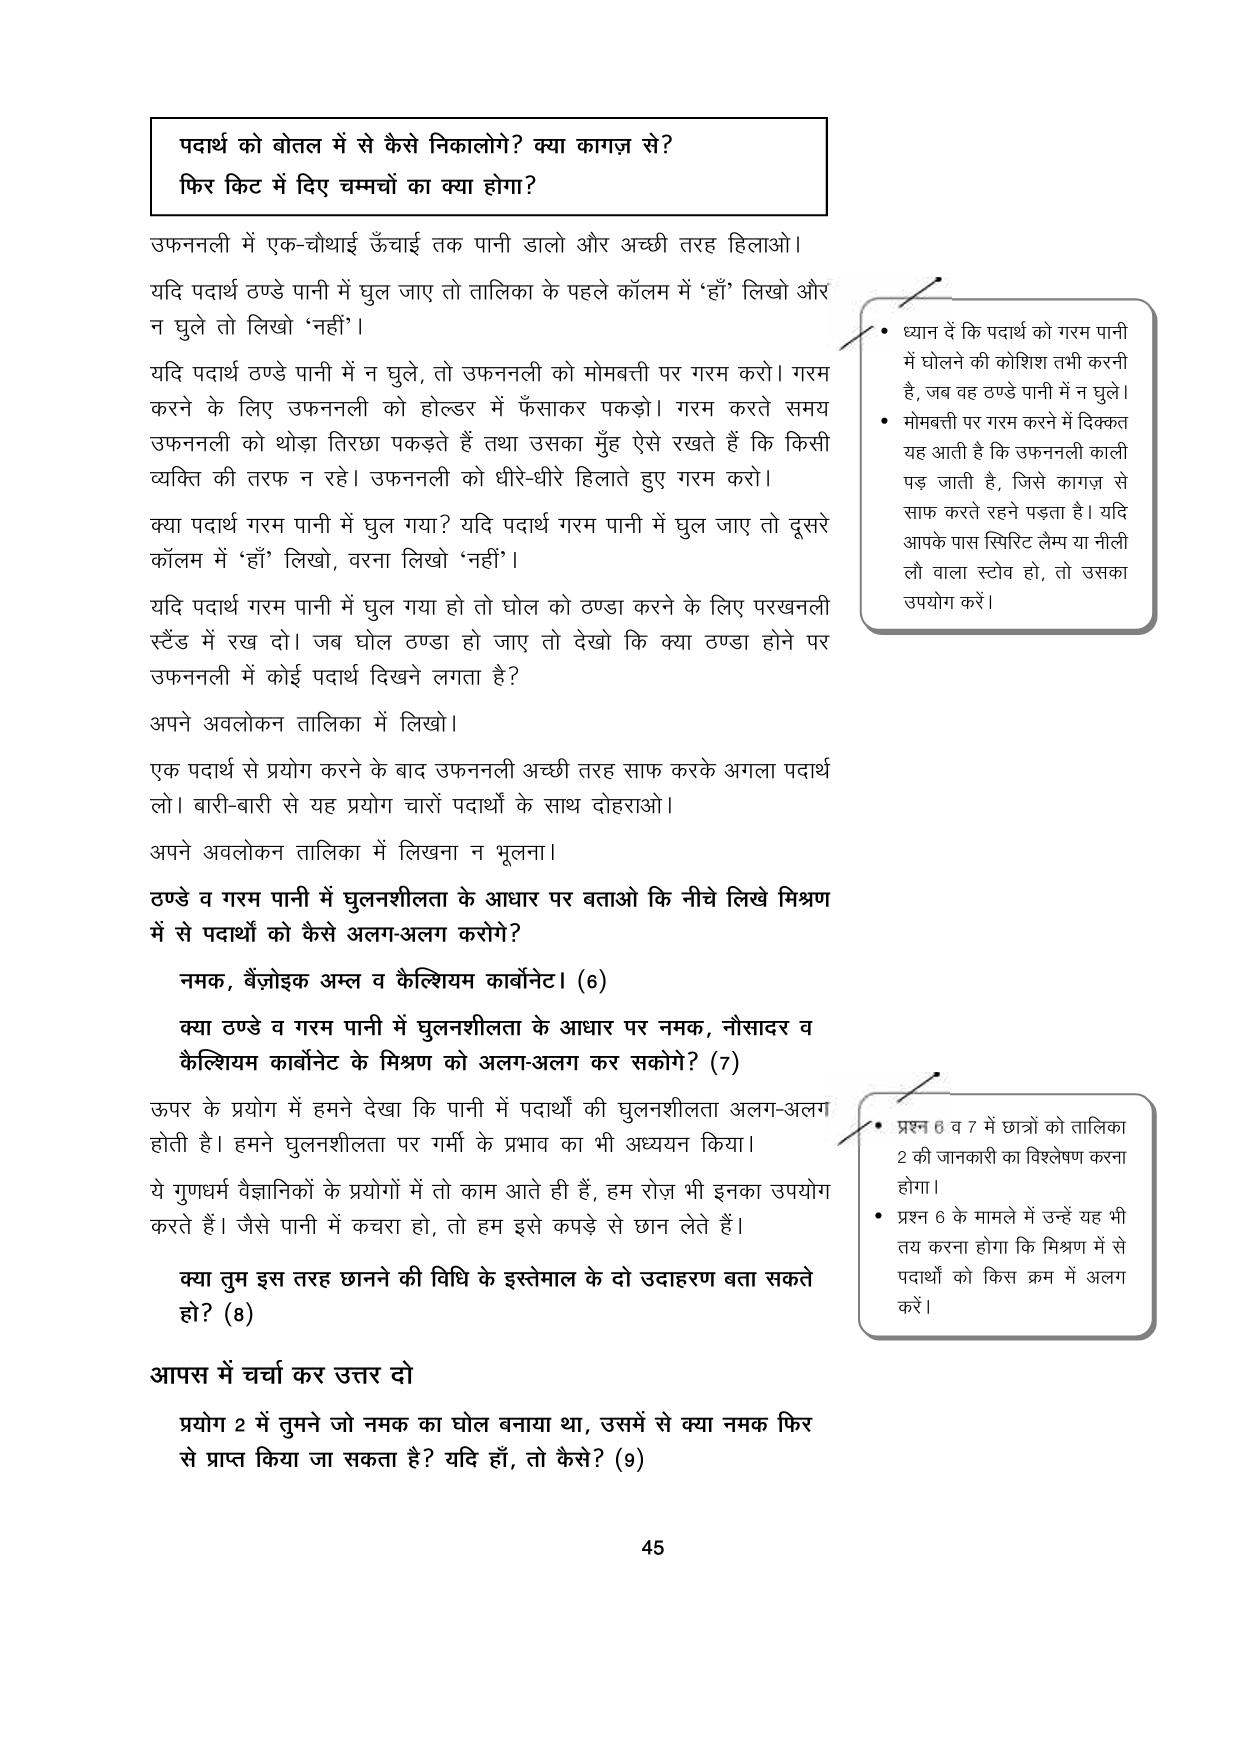 पदार्थ को बोतल में से कैसे निकालोगे? क्या कागज़ से?
फिर किट में दिए चम्मचों का क्या होगा?
उफननली में एक-चौथाई ऊँचाई तक पानी डालो और अच्छी तरह हिलाओ।
यदि पदार्थ ठण्डे पानी में घुल जाए तो तालिका के पहले कॉलम में ‘हाँ’ लिखो और
न घुले तो लिखो ‘नहीं’।
यदि पदार्थ ठण्डे पानी में न घुले, तो उफननली को मोमबत्ती पर गरम करो। गरम
करने के लिए उफननली को होल्डर में फँसाकर पकड़ो। गरम करते समय
उफननली को थोड़ा तिरछा पकड़ते हैं तथा उसका मुँह ऐसे रखते हैं कि किसी
व्यक्ति की तरफ न रहे। उफननली को धीरे-धीरे हिलाते हुए गरम करो।
क्या पदार्थ गरम पानी में घुल गया? यदि पदार्थ गरम पानी में घुल जाए तो दूसरे
कॉलम में ‘हाँ’ लिखो, वरना लिखो ‘नहीं’।
यदि पदार्थ गरम पानी में घुल गया हो तो घोल को ठण्डा करने के लिए परखनली
स्टैंड में रख दो। जब घोल ठण्डा हो जाए तो देखो कि क्या ठण्डा होने पर
उफननली में कोई पदार्थ दिखने लगता है?
अपने अवलोकन तालिका में लिखो।
एक पदार्थ से प्रयोग करने के बाद उफननली अच्छी तरह साफ करके अगला पदार्थ
लो। बारी-बारी से यह प्रयोग चारों पदार्थों के साथ दोहराओ।
अपने अवलोकन तालिका में लिखना न भूलना।
ठण्डे व गरम पानी में घुलनशीलता के आधार पर बताओ कि नीचे लिखे मिश्रण
में से पदार्थों को कैसे अलग-अलग करोगे?
नमक, बैंज़ोइक अम्ल व कैल्शियम कार्बोनेट। (6)
क्या ठण्डे व गरम पानी में घुलनशीलता के आधार पर नमक, नौसादर व
कैल्शियम कार्बोनेट के मिश्रण को अलग-अलग कर सकोगे? (7)
ऊपर के प्रयोग में हमने देखा कि पानी में पदार्थों की घुलनशीलता अलग-अलग
होती है। हमने घुलनशीलता पर गर्मी के प्रभाव का भी अध्ययन किया।
ये गुणधर्म वैज्ञानिकों के प्रयोगों में तो काम आते ही हैं, हम रोज़ भी इनका उपयोग
करते हैं। जैसे पानी में कचरा हो, तो हम इसे कपड़े से छान लेते हैं।
क्या तुम इस तरह छानने की विधि के इस्तेमाल के दो उदाहरण बता सकते
हो? (8)
आपस में चर्चा कर उत्तर दो
प्रयोग 2 में तुमने जो नमक का घोल बनाया था, उसमें से क्या नमक फिर
से प्राप्त किया जा सकता है? यदि हाँ, तो कैसे? (9)
• ध्यान दें कि पदार्थ को गरम पानी
में घोलने की कोशिश तभी करनी
है, जब वह ठण्डे पानी में न घुले।
• मोमबत्ती पर गरम करने में दिक्कत
यह आती है कि उफननली काली
पड़ जाती है, जिसे कागज़ से
साफ करते रहने पड़ता है। यदि
आपके पास स्पिरिट लैम्प या नीली
लौ वाला स्टोव हो, तो उसका
उपयोग करें।
• प्रश्न 6 व 7 में छात्रों को तालिका
2 की जानकारी का विश्लेषण करना
होगा।
• प्रश्न 6 के मामले में उन्हें यह भी
तय करना होगा कि मिश्रण में से
पदार्थों को किस क्रम में अलग
करें।
45